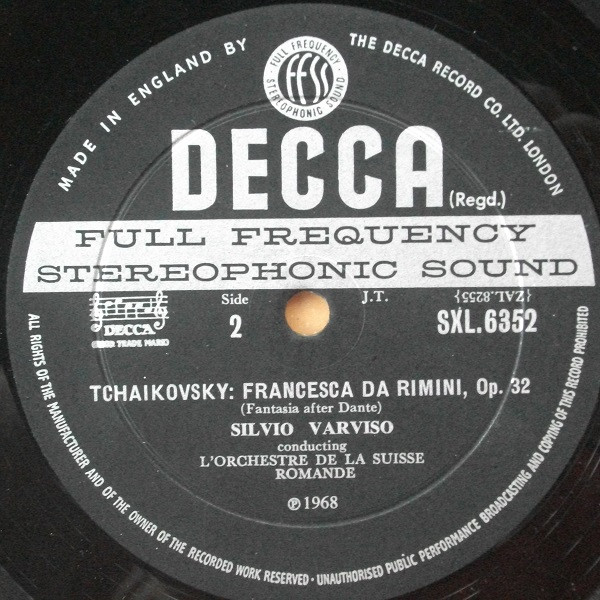 MADE IN ENGLAND BY
THE DECCA RECORD CO. LTD. LONDON
FULL FREQUENCY
ffss
STEREOPHONIC SOUND
DECCA (Regd.)
FULL FREQUENCY
STEREOPHONIC SOUND
DECCA
(REGD TRADE MARK)
Side
2
J.T.
{ZAL.8255}
SXL.6352
TCHAIKOVSKY: FRANCESCA DA RIMINI, Op. 32
(Fantasia after Dante)
SILVIO VARVISO
conducting
L'ORCHESTRE DE LA SUISSE
ROMANDE
℗ 1968
ALL RIGHTS OF THE MANUFACTURER AND OF THE OWNER OF THE RECORDED WORK RESERVED · UNAUTHORISED PUBLIC PERFORMANCE BROADCASTING AND COPYING OF THIS RECORD PROHIBITED